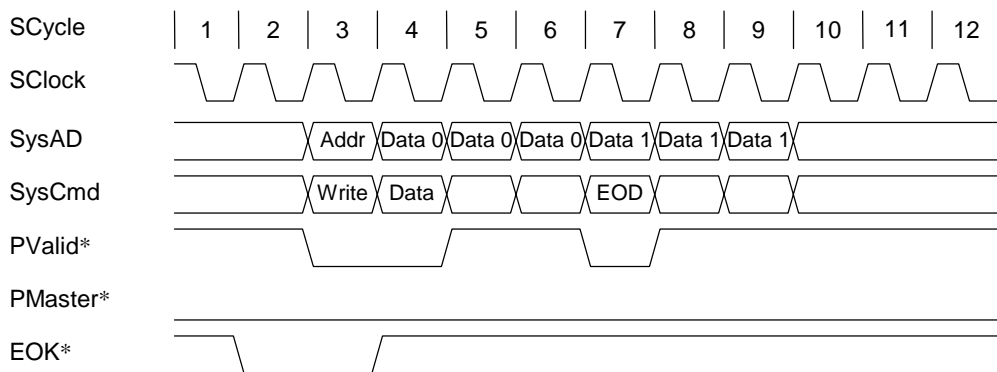 SCycle 1 2 3 4 5 6 7 8 9 10 11 12
SClock
SysAD Addr Data 0 Data 0 Data 0 Data 1 Data 1 Data 1
SysCmd Write Data EOD
PValid*
PMaster*
EOK*